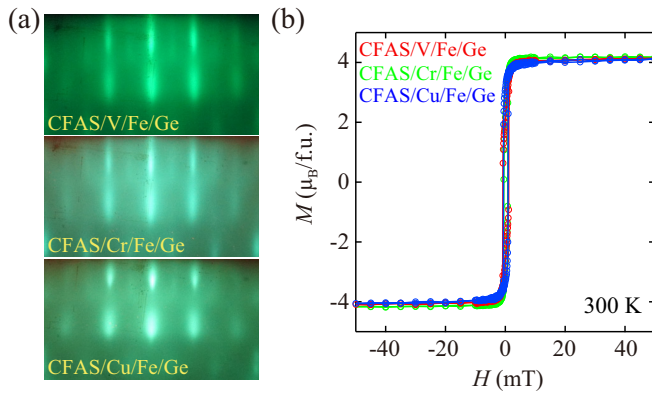 (a)
CFAS/V/Fe/Ge
CFAS/Cr/Fe/Ge
CFAS/Cu/Fe/Ge
(b)
CFAS/V/Fe/Ge
CFAS/Cr/Fe/Ge
CFAS/Cu/Fe/Ge
M (μB/f.u.)
4
2
0
-2
-4
300 K
-40 -20 0 20 40
H (mT)